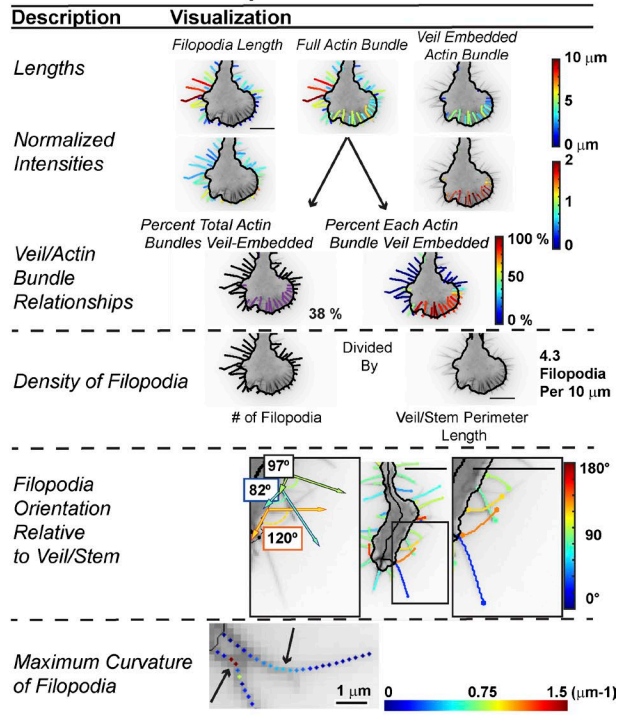 Description Visualization
Filopodia Length Full Actin Bundle Veil Embedded
Actin Bundle
Lengths
10 µm
5
0 µm
Normalized
Intensities
2
1
0
Percent Total Actin
Bundles Veil-Embedded
Percent Each Actin
Bundle Veil Embedded
Veil/Actin
Bundle
Relationships
38 %
100 %
50
0 %
Density of Filopodia
Divided
By
4.3
Filopodia
Per 10 µm
# of Filopodia
Veil/Stem Perimeter
Length
Filopodia
Orientation
Relative
to Veil/Stem
97º
82º
120º
180°
90
0°
Maximum Curvature
of Filopodia
1 µm
0 0.75 1.5 (µm-1)